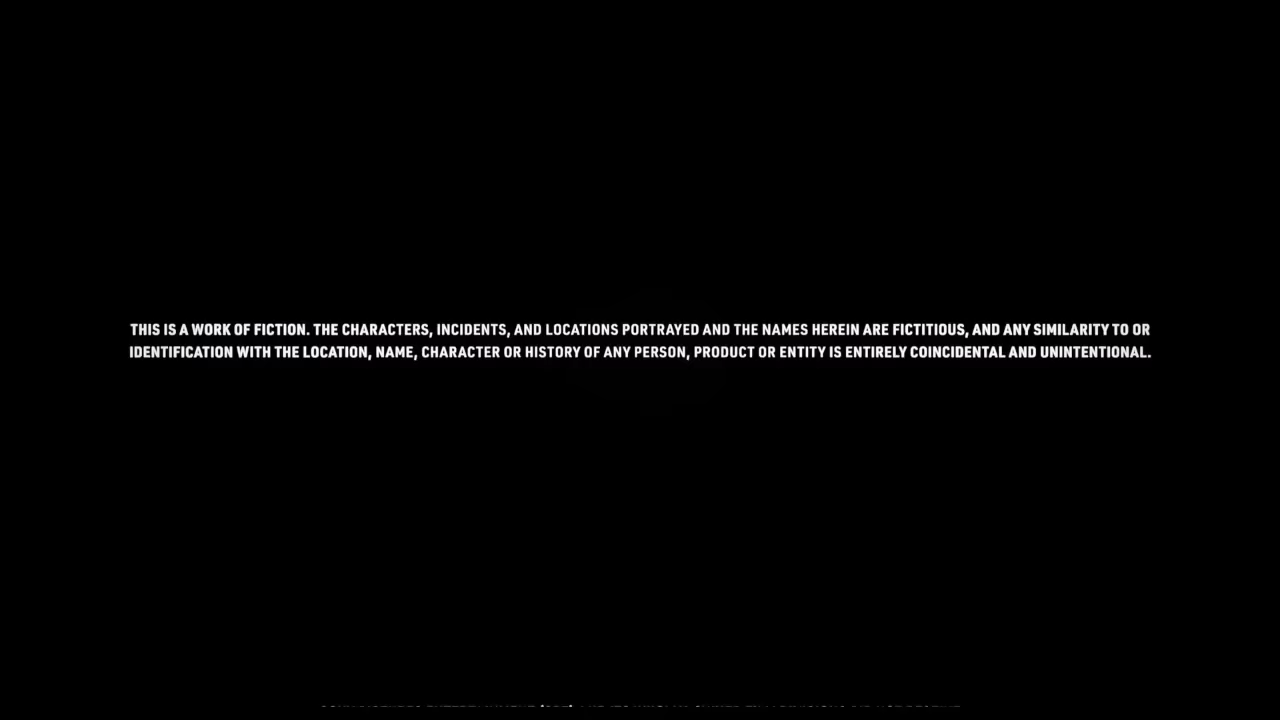 THIS IS A WORK OF FICTION. THE CHARACTERS, INCIDENTS, AND LOCATIONS PORTRAYED AND THE NAMES HEREIN ARE FICTITIOUS, AND ANY SIMILARITY TO OR
IDENTIFICATION WITH THE LOCATION, NAME, CHARACTER OR HISTORY OF ANY PERSON, PRODUCT OR ENTITY IS ENTIRELY COINCIDENTAL AND UNINTENTIONAL.